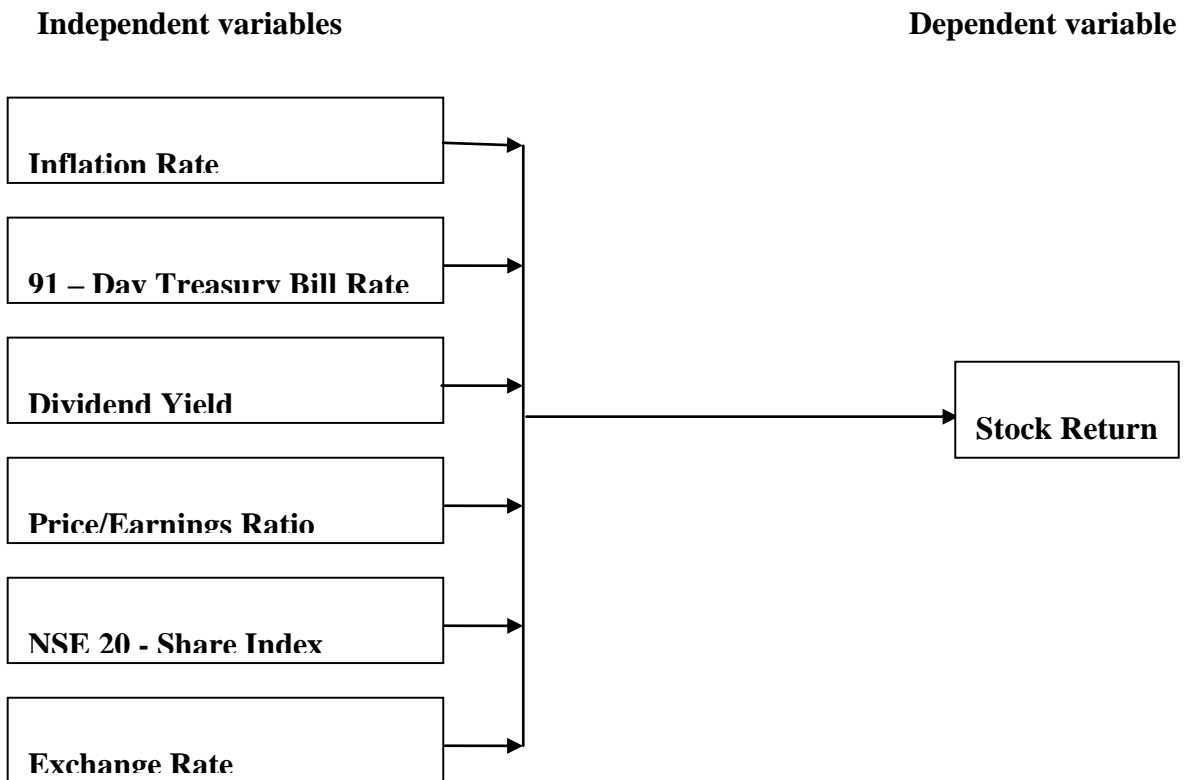 Independent variables
Dependent variable
Inflation Rate
91 – Day Treasury Bill Rate
Dividend Yield
Price/Earnings Ratio
NSE 20 - Share Index
Exchange Rate
Stock Return